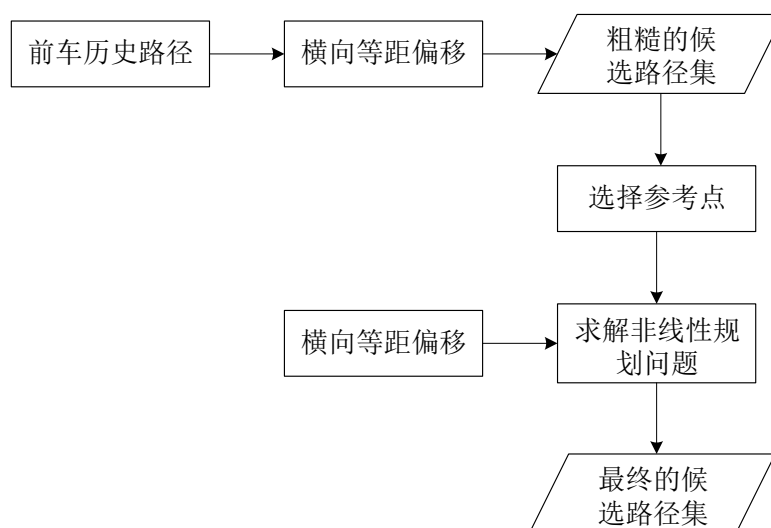 前车历史路径
横向等距偏移
粗糙的候
选路径集
选择参考点
横向等距偏移
求解非线性规
划问题
最终的候
选路径集